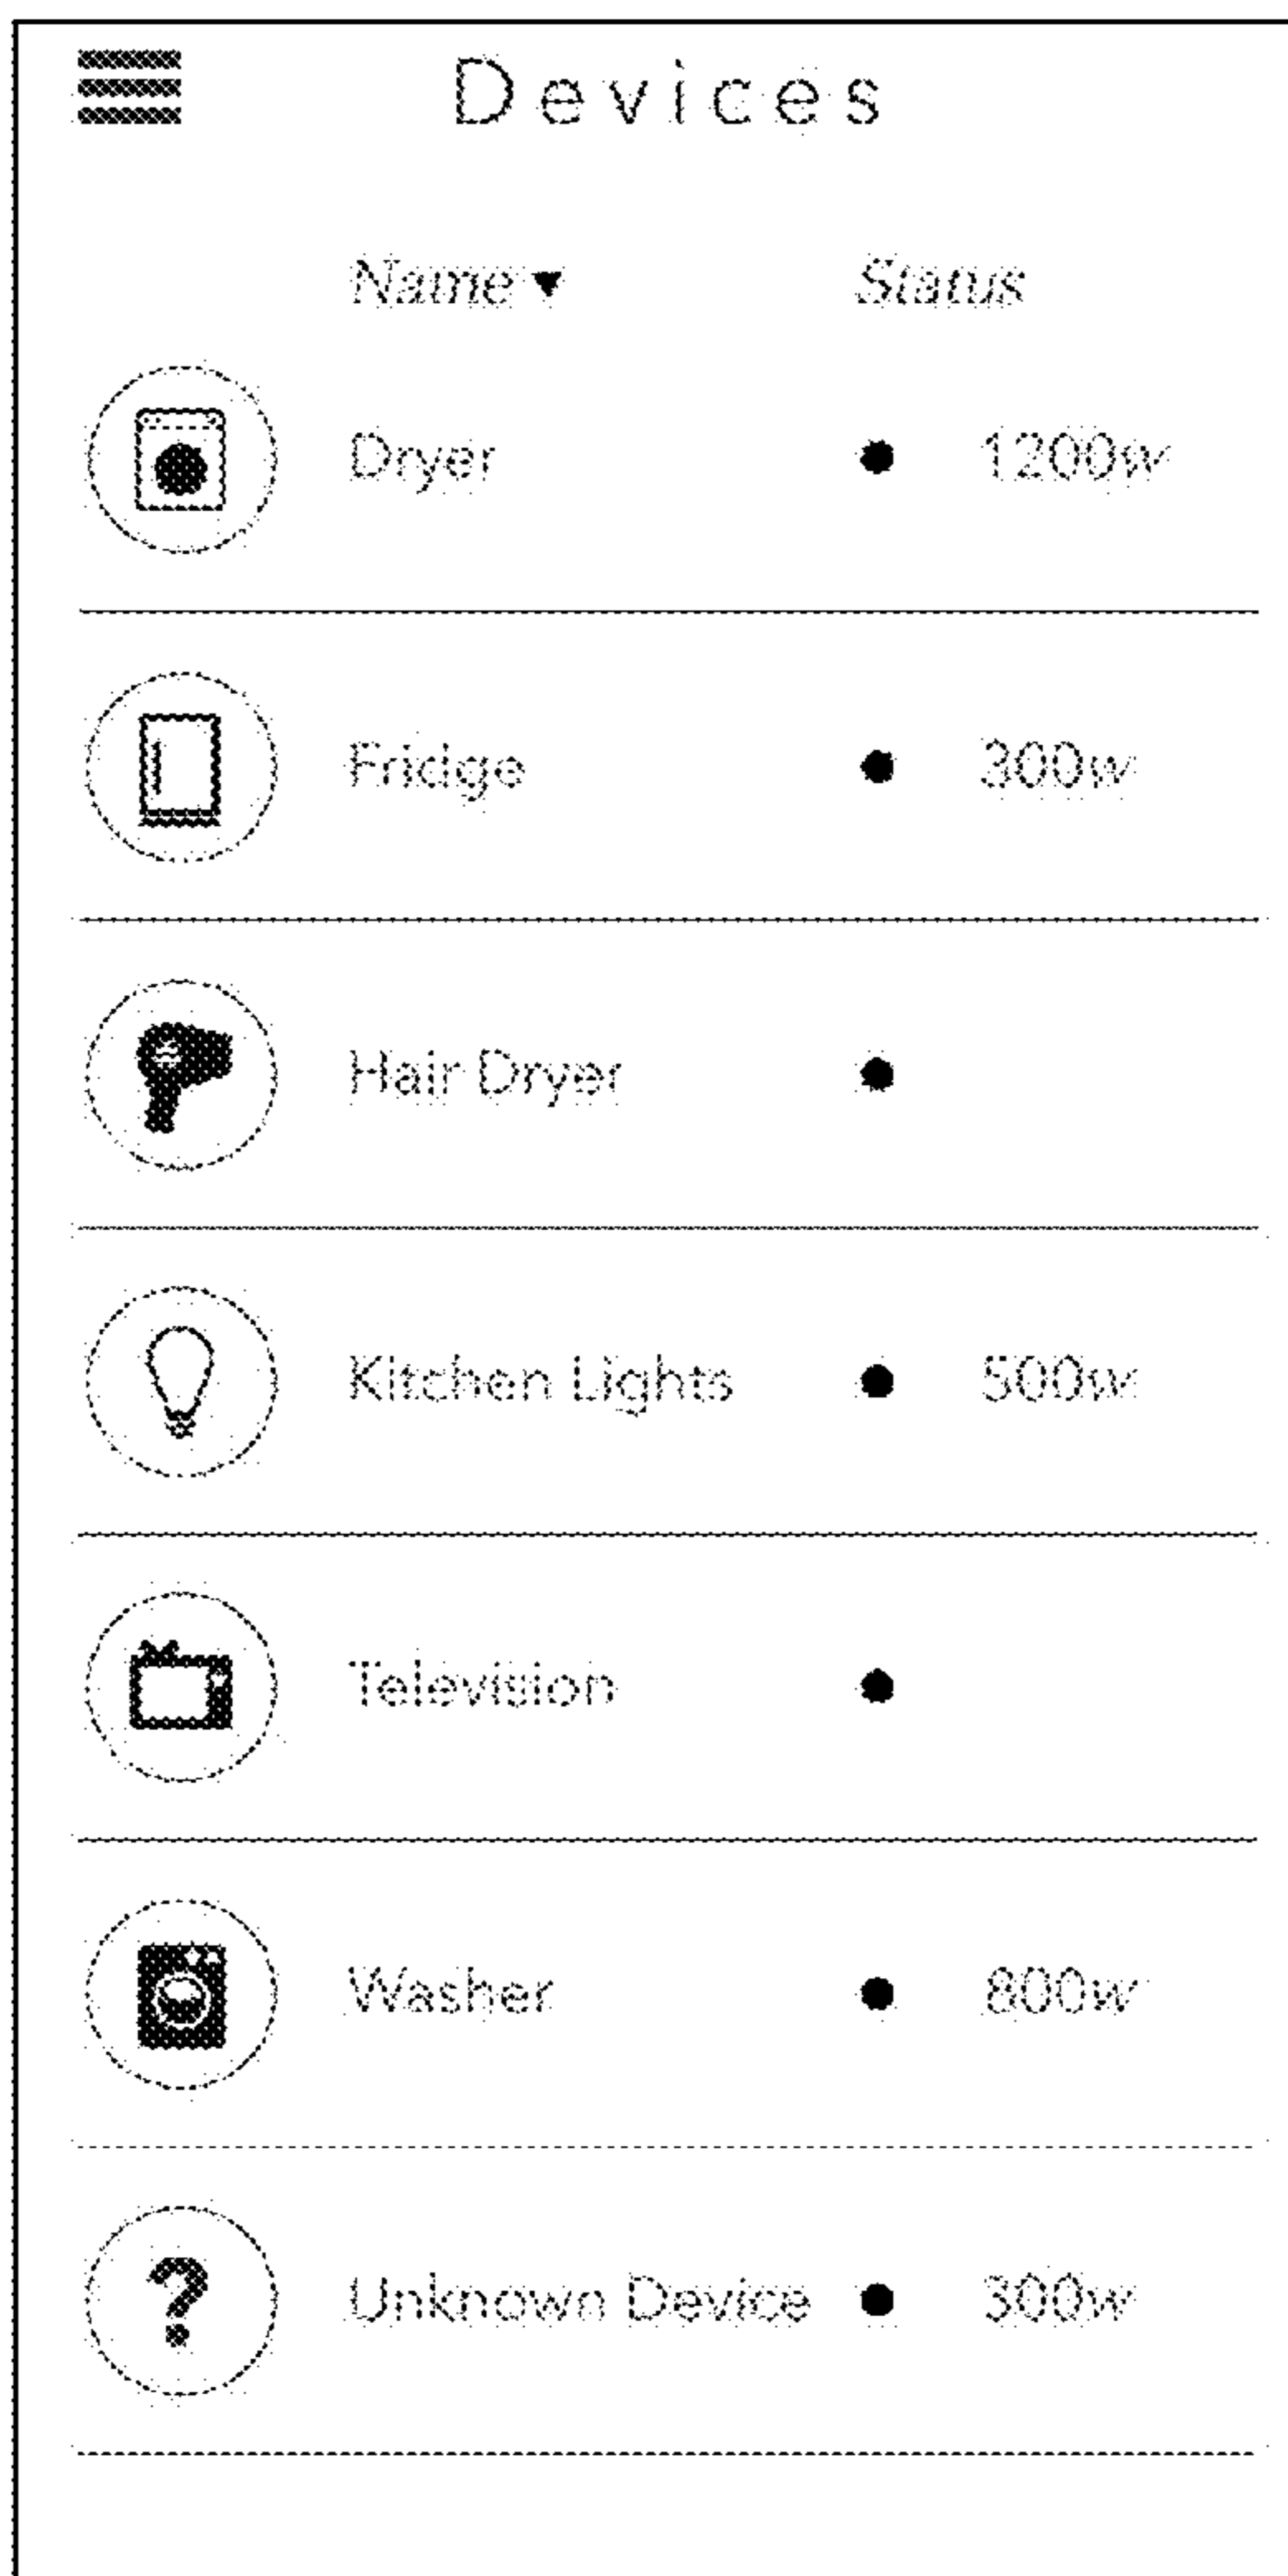 Devices
Name ▼ Status
Dryer ● 1200w
Fridge ● 300w
Hair Dryer ●
Kitchen Lights ● 500w
Television ●
Washer ● 800w
Unknown Device ● 300w